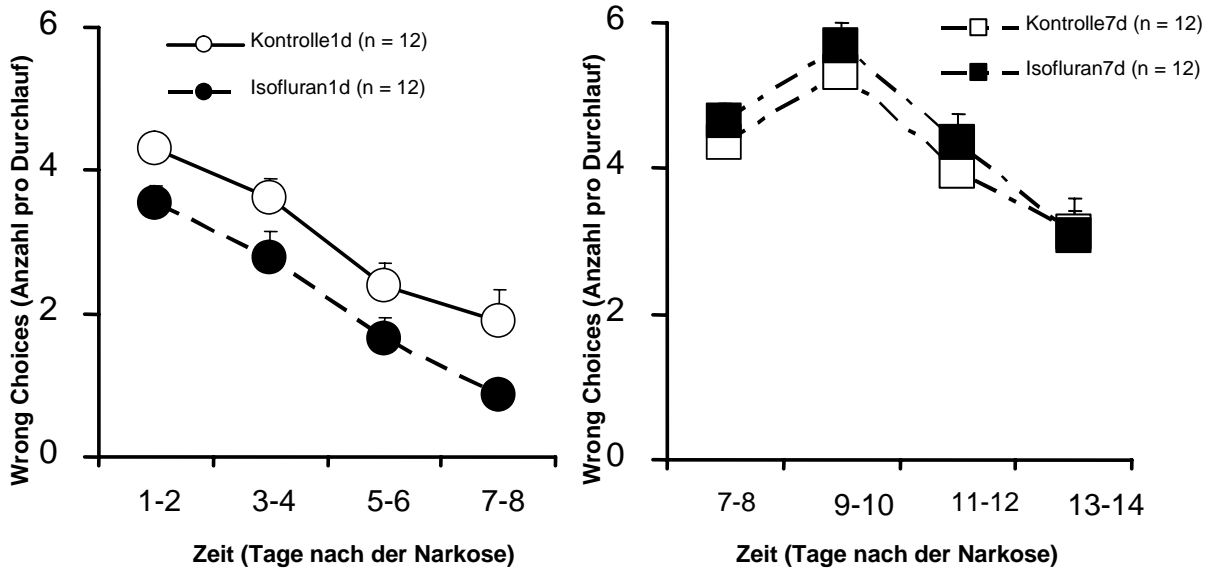 6
4
2
0
Wrong Choices (Anzahl pro Durchlauf)
Kontrolle1d (n = 12)
Isofluran1d (n = 12)
1-2 3-4 5-6 7-8
Zeit (Tage nach der Narkose)
6
4
2
0
Wrong Choices (Anzahl pro Durchlauf)
Kontrolle7d (n = 12)
Isofluran7d (n = 12)
7-8 9-10 11-12 13-14
Zeit (Tage nach der Narkose)